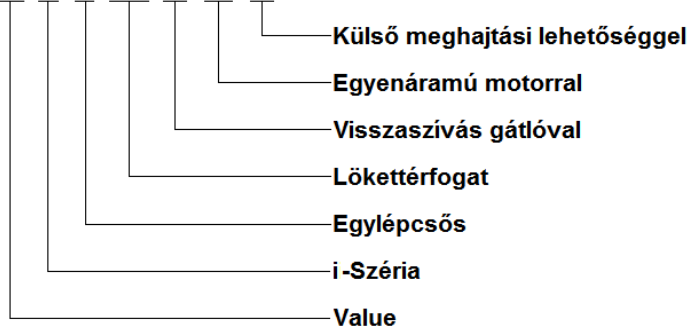 Külső meghajtási lehetőséggel
Egyenáramú motorral
Visszaszívás gátlóval
Lökettérfogat
Egylépcsős
i-Széria
Value